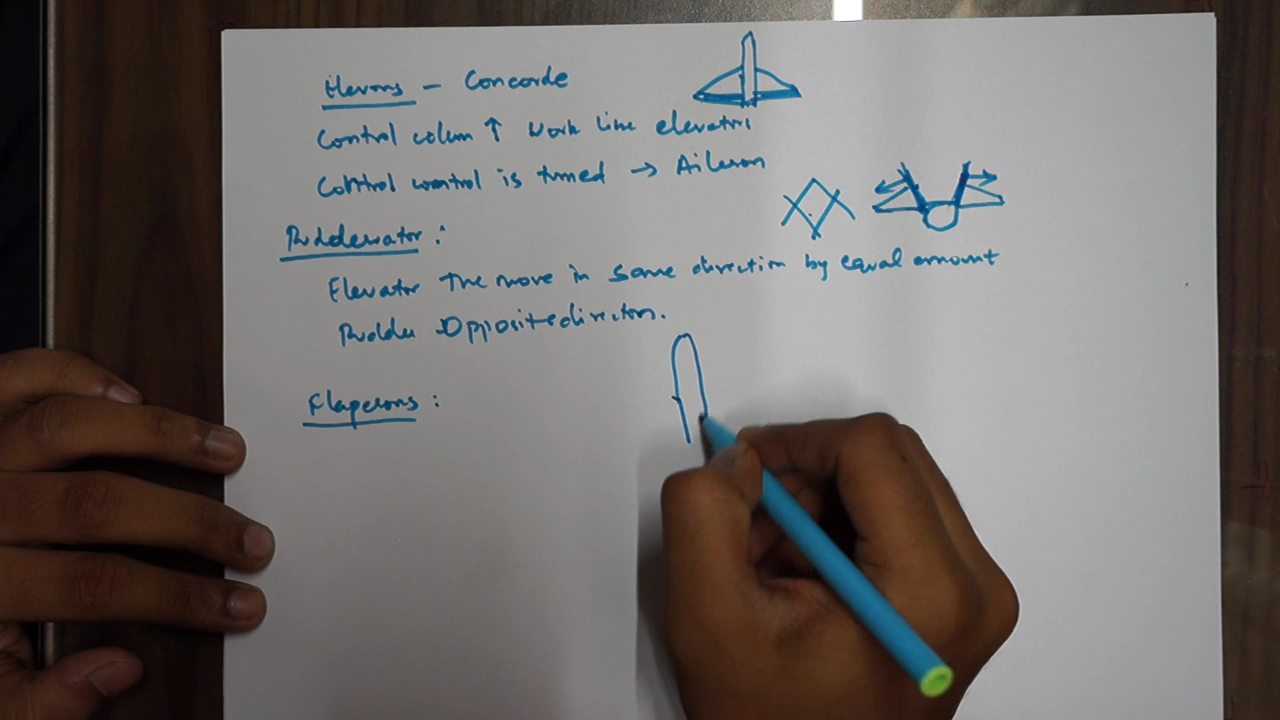 Elevons - Concorde
Control colum ↑ Work like elevator
Control control is turned → Aileron
Ruddervator :
Elevator The move in same direction by equal amount
Rudder Opposite direction.
Flaperons :